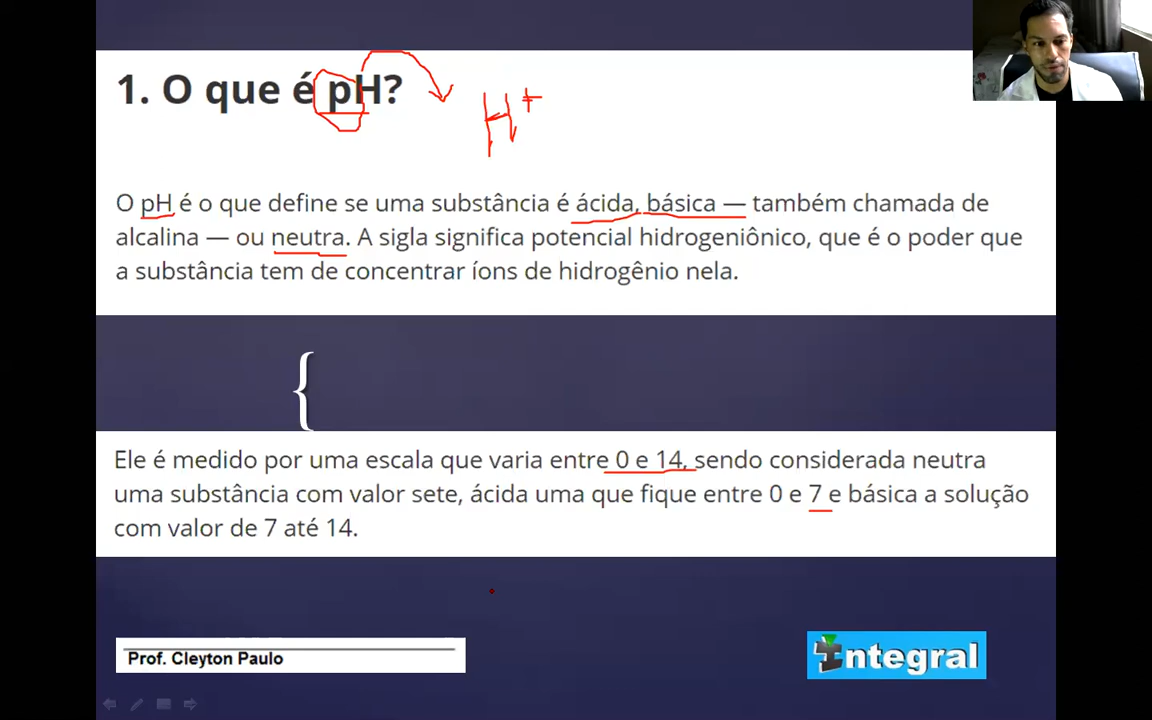 1. O que é pH?
H+
O pH é o que define se uma substância é ácida, básica — também chamada de
alcalina — ou neutra. A sigla significa potencial hidrogeniônico, que é o poder que
a substância tem de concentrar íons de hidrogênio nela.
{
Ele é medido por uma escala que varia entre 0 e 14, sendo considerada neutra
uma substância com valor sete, ácida uma que fique entre 0 e 7 e básica a solução
com valor de 7 até 14.
Prof. Cleyton Paulo
Integral